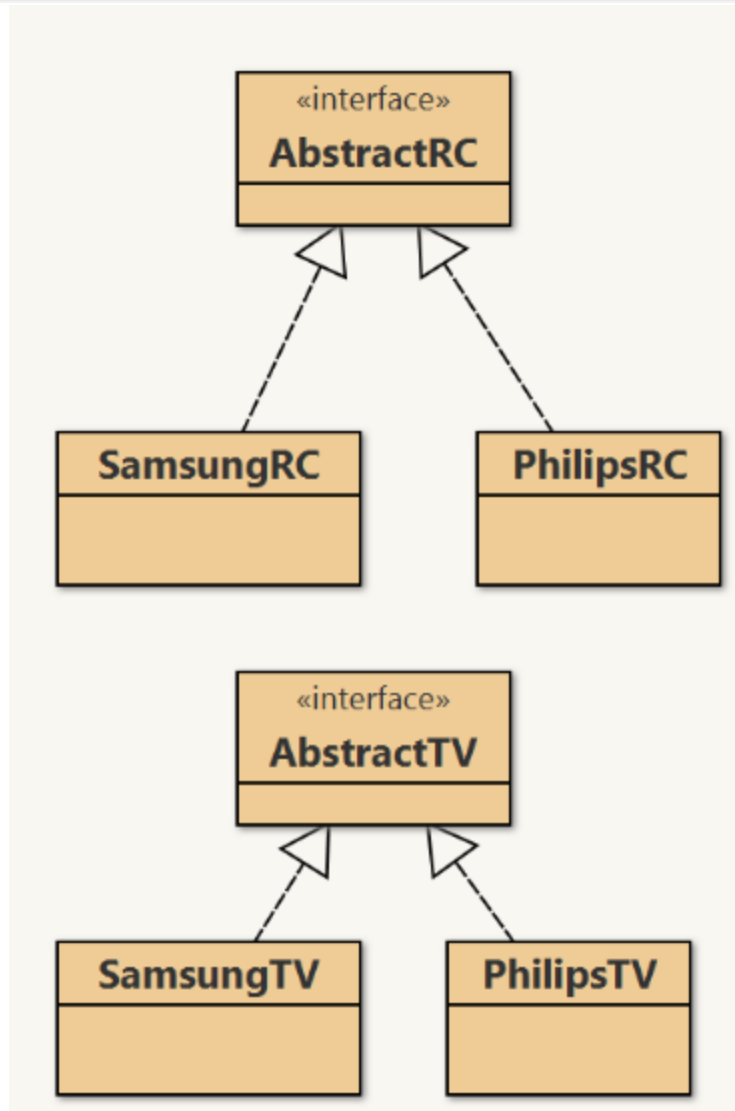 «interface»
AbstractRC
SamsungRC
PhilipsRC
«interface»
AbstractTV
SamsungTV
PhilipsTV